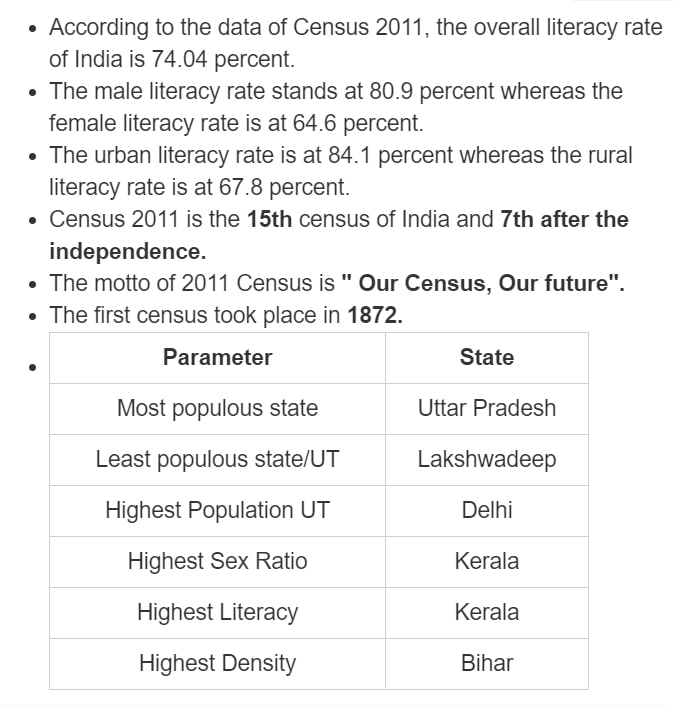 • According to the data of Census 2011, the overall literacy rate
of India is 74.04 percent.
• The male literacy rate stands at 80.9 percent whereas the
female literacy rate is at 64.6 percent.
• The urban literacy rate is at 84.1 percent whereas the rural
literacy rate is at 67.8 percent.
• Census 2011 is the 15th census of India and 7th after the
independence.
• The motto of 2011 Census is " Our Census, Our future".
• The first census took place in 1872.
• Parameter State
Most populous state Uttar Pradesh
Least populous state/UT Lakshwadeep
Highest Population UT Delhi
Highest Sex Ratio Kerala
Highest Literacy Kerala
Highest Density Bihar